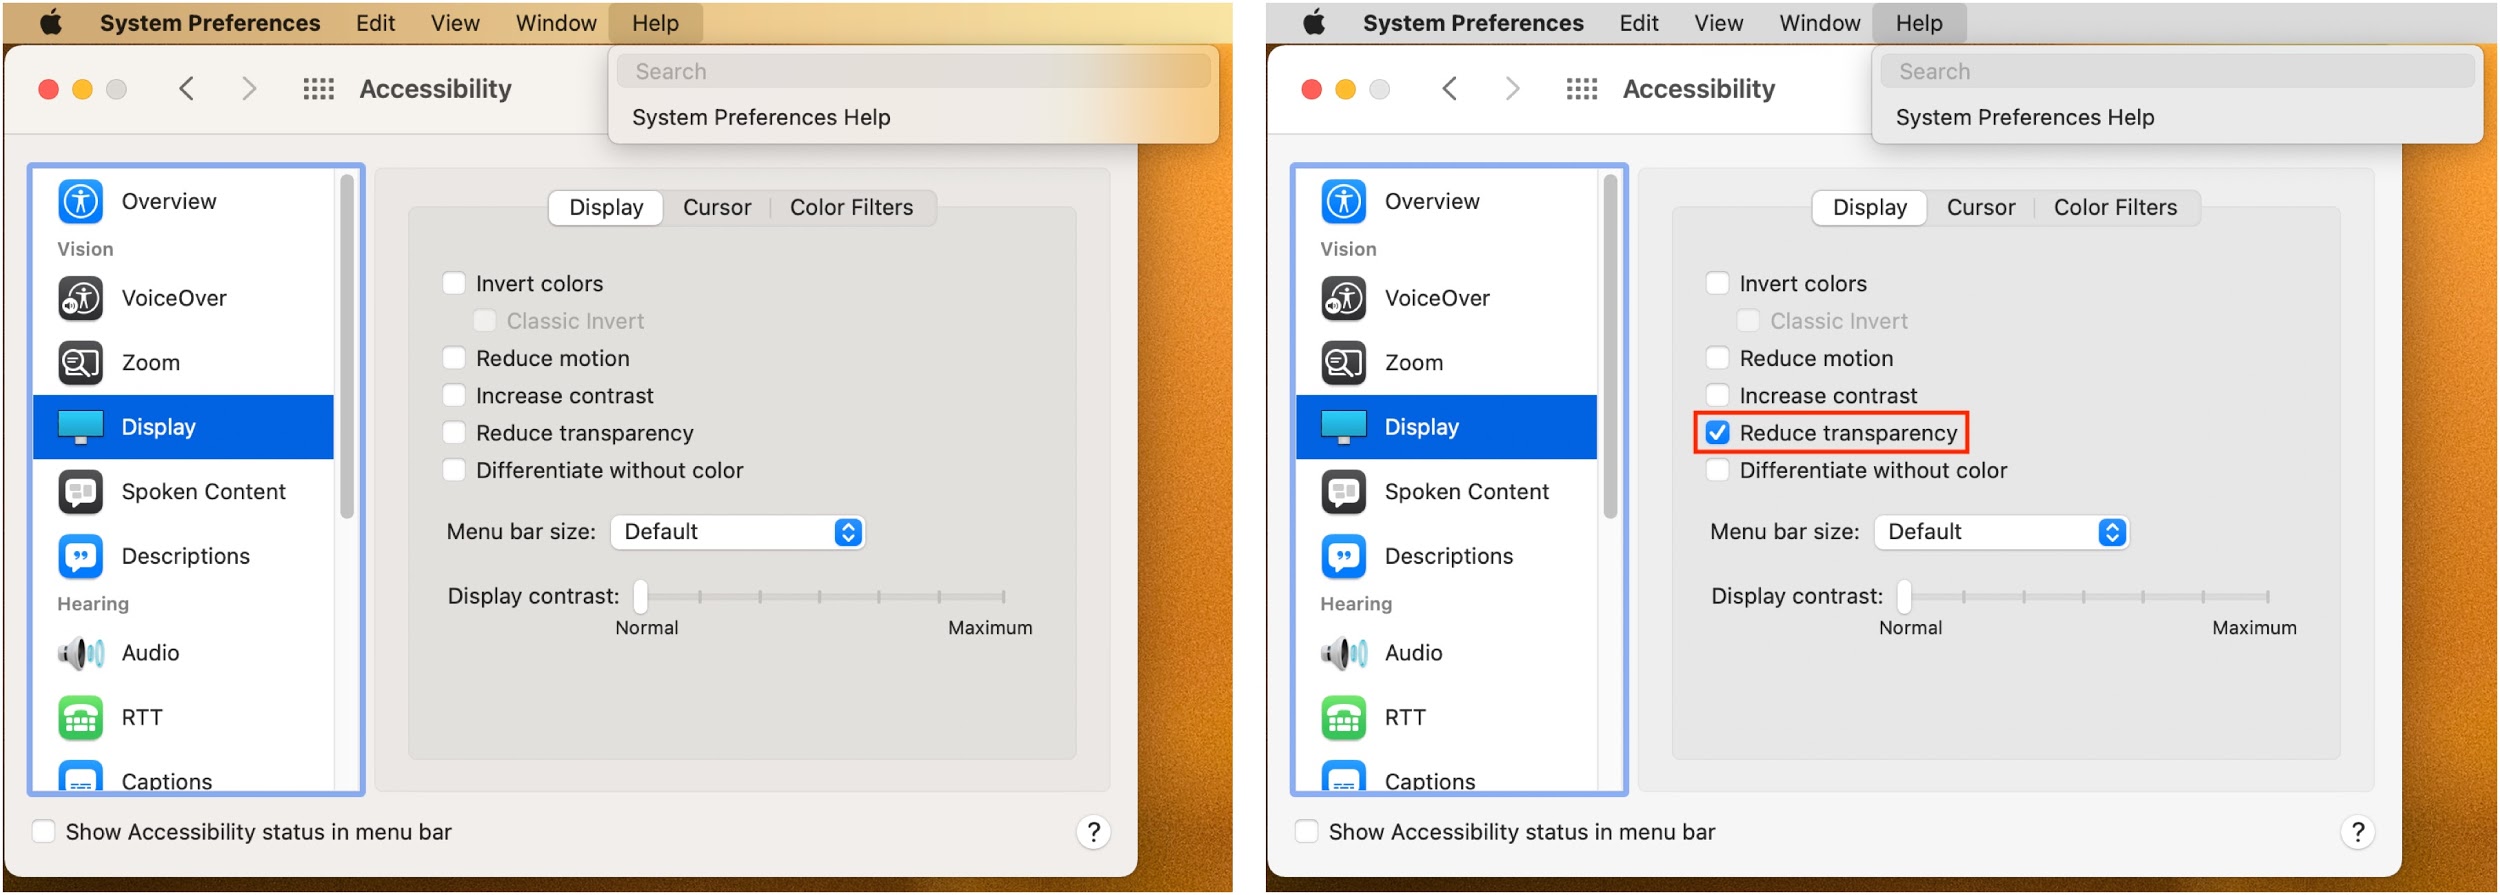 System Preferences Edit View Window Help
Search
System Preferences Help
Accessibility
Overview
Vision
VoiceOver
Zoom
Display
Spoken Content
Descriptions
Hearing
Audio
RTT
Captions
Display Cursor Color Filters
Invert colors
Classic Invert
Reduce motion
Increase contrast
Reduce transparency
Differentiate without color
Menu bar size: Default
Display contrast:
Normal Maximum
Show Accessibility status in menu bar ?
System Preferences Edit View Window Help
Search
System Preferences Help
Accessibility
Overview
Vision
VoiceOver
Zoom
Display
Spoken Content
Descriptions
Hearing
Audio
RTT
Captions
Display Cursor Color Filters
Invert colors
Classic Invert
Reduce motion
Increase contrast
Reduce transparency
Differentiate without color
Menu bar size: Default
Display contrast:
Normal Maximum
Show Accessibility status in menu bar ?